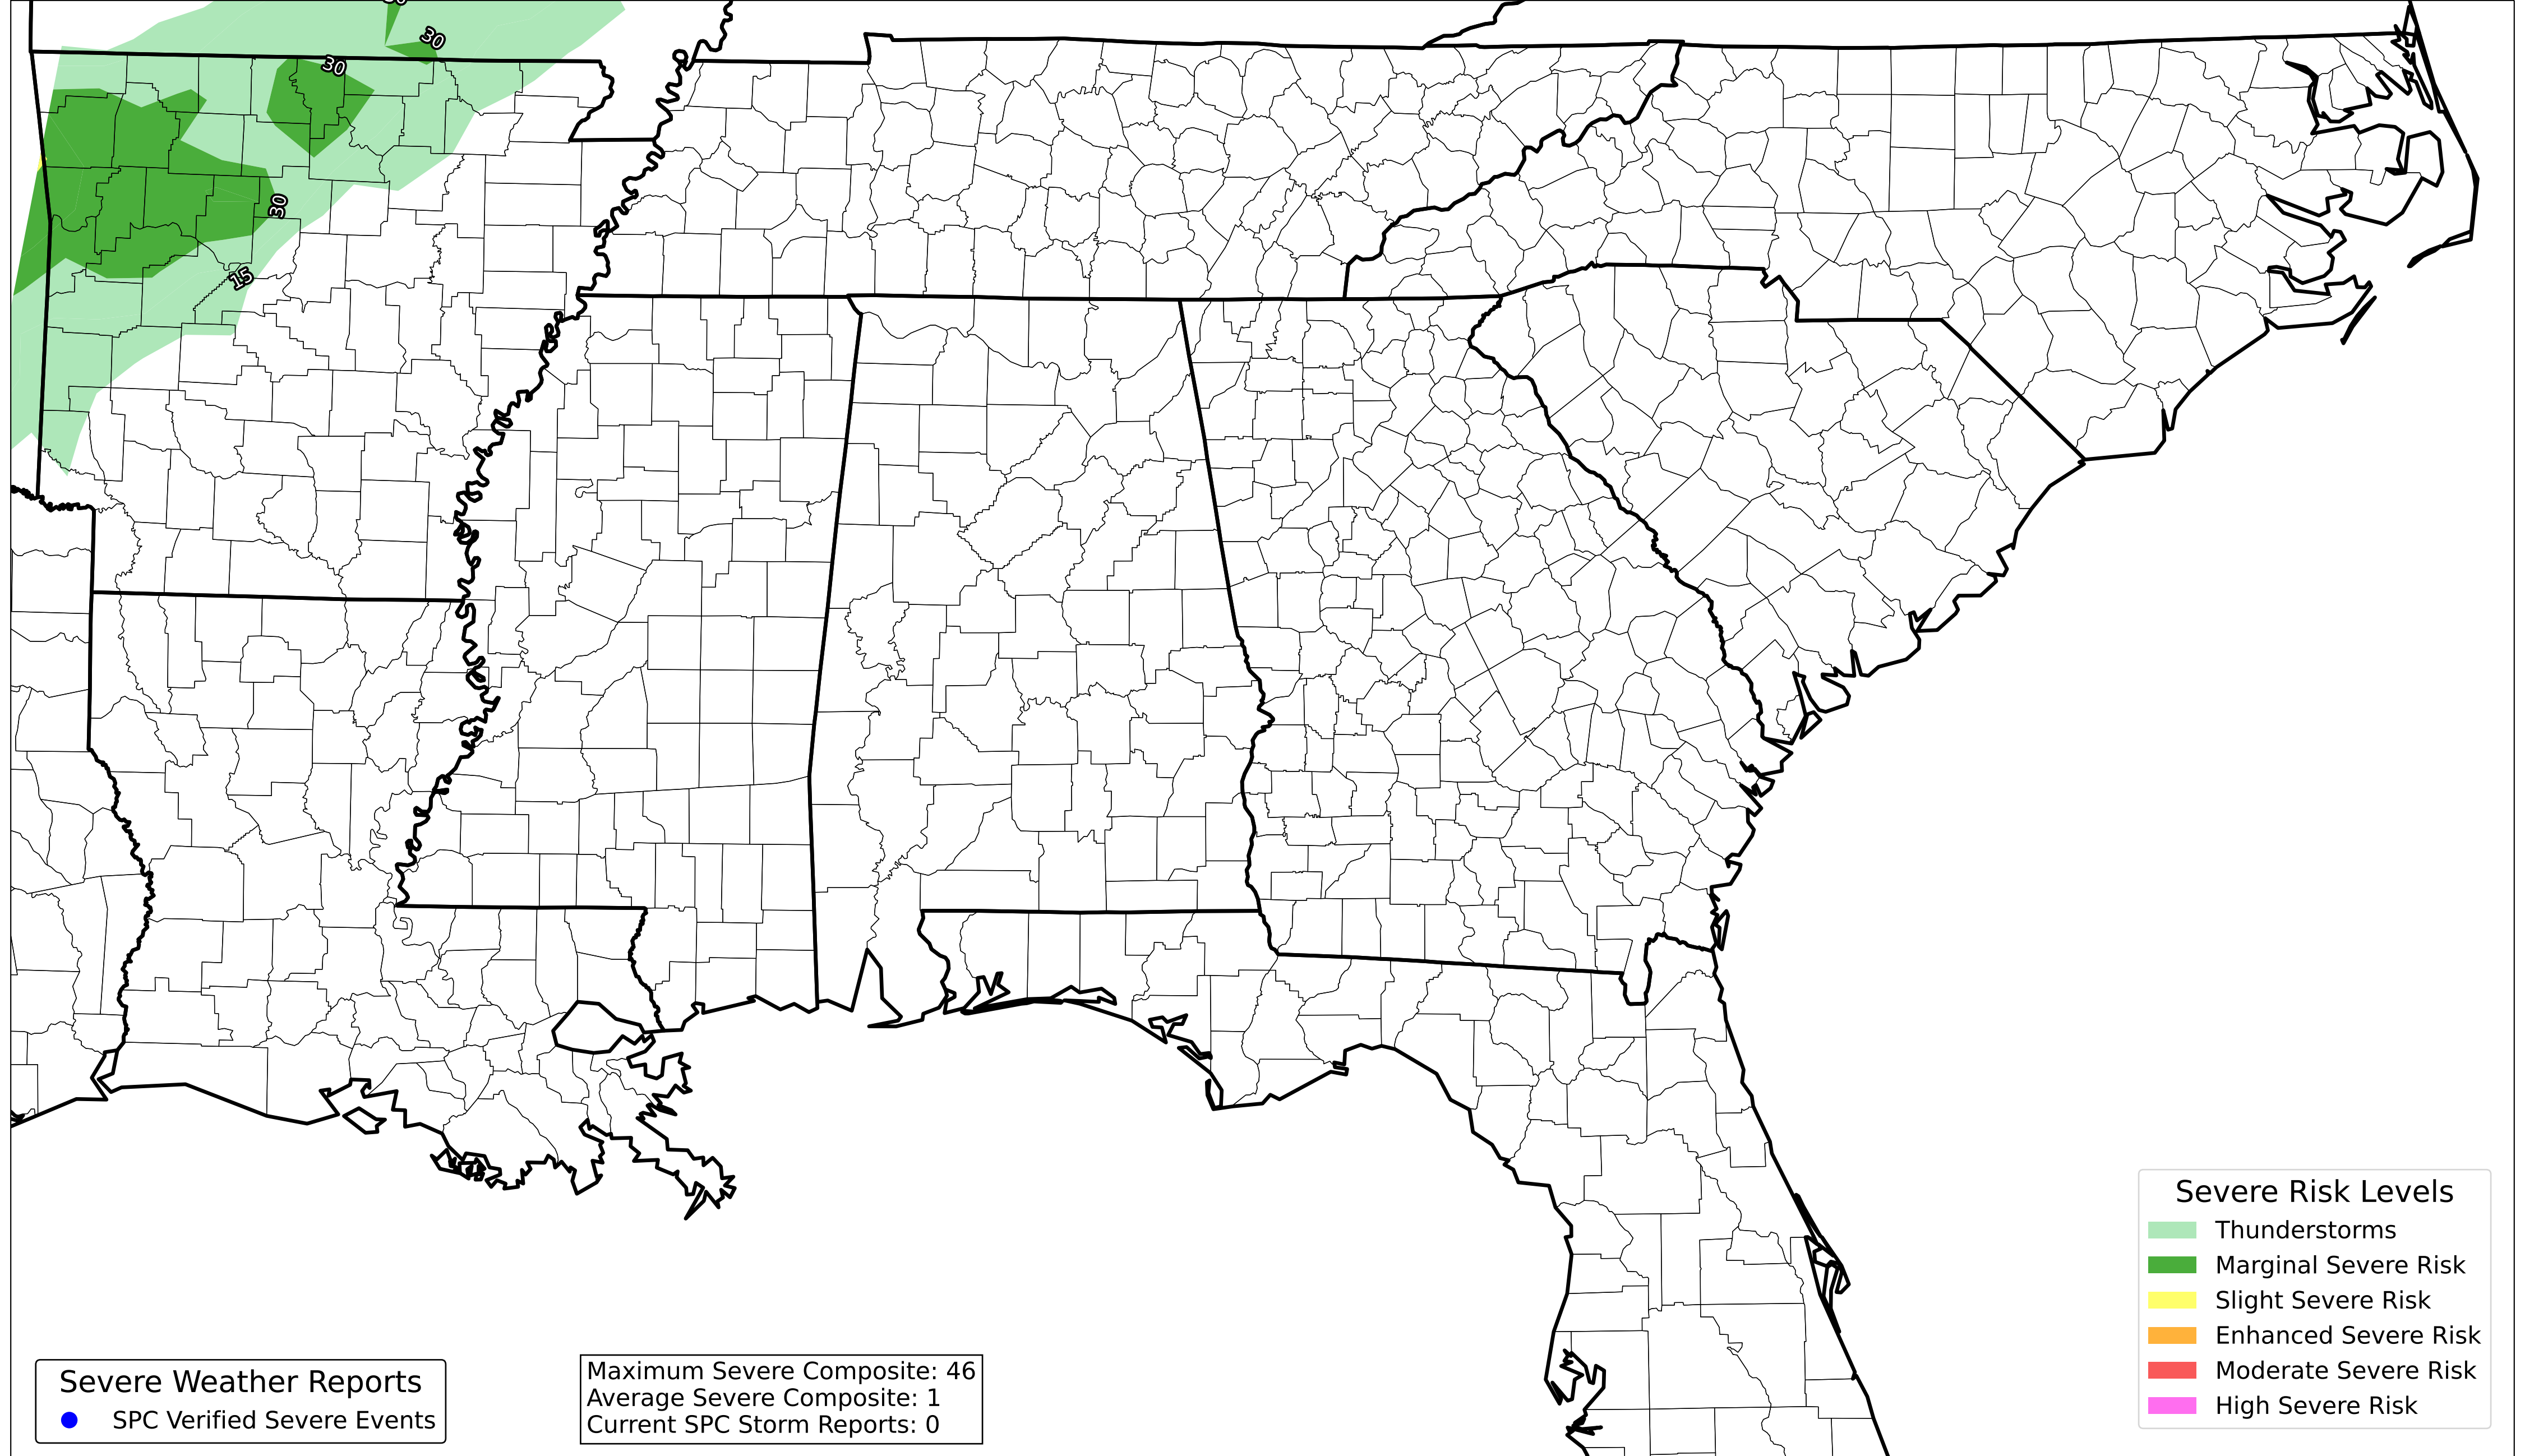 30
30
30
15
Severe Risk Levels
Thunderstorms
Marginal Severe Risk
Slight Severe Risk
Enhanced Severe Risk
Moderate Severe Risk
High Severe Risk
Severe Weather Reports
SPC Verified Severe Events
Maximum Severe Composite: 46
Average Severe Composite: 1
Current SPC Storm Reports: 0